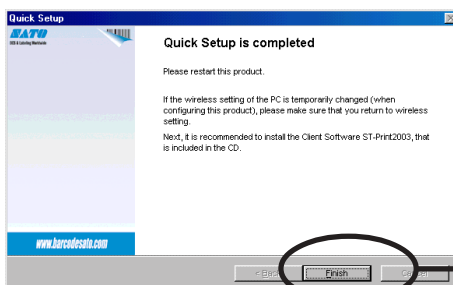 Quick Setup
SATO
Quick Setup is completed
Please restart this product.
If the wireless setting of the PC is temporarily changed (when
configuring this product), please make sure that you return to wireless
setting.
Next, it is recommended to install the Client Software ST-Print2003, that
is included in the CD.
www.barcodesato.com
Finish